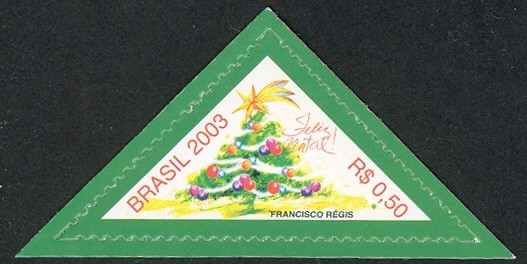 BRASIL 2003
Feliz
Natal!
R$ 0,50
FRANCISCO RÉGIS